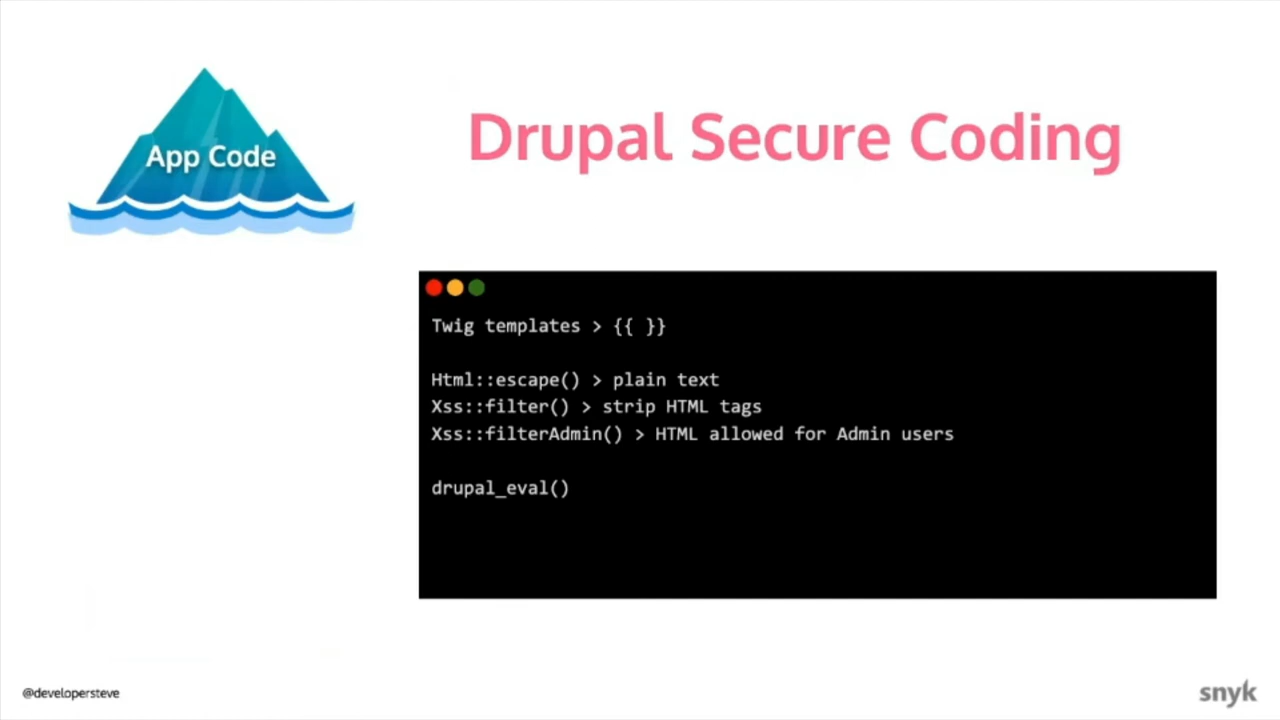 App Code
Drupal Secure Coding
Twig templates > {{ }}
Html::escape() > plain text
Xss::filter() > strip HTML tags
Xss::filterAdmin() > HTML allowed for Admin users
drupal_eval()
@developersteve
snyk